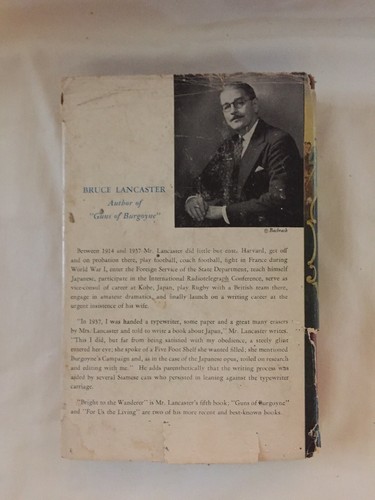 BRUCE LANCASTER
Author of
"Guns of Burgoyne"
© Bachrach
Between 1914 and 1937 Mr. Lancaster did little but enter Harvard, get off
and on probation there, play football, coach football, fight in France during
World War I, enter the Foreign Service of the State Department, teach himself
Japanese, participate in the International Radiotelegraph Conference, serve as
vice-consul of career at Kobe, Japan, play Rugby with a British team there,
engage in amateur dramatics, and finally launch on a writing career at the
urgent insistence of his wife.
"In 1937, I was handed a typewriter, some paper and a great many erasers
by Mrs. Lancaster and told to write a book about Japan," Mr. Lancaster writes.
"This I did, but far from being satisfied with my obedience, a steely glint
entered her eye; she spoke of a Five Foot Shelf she wanted filled; she mentioned
Burgoyne's Campaign and, as in the case of the Japanese opus, toiled on research
and editing with me." He adds parenthetically that the writing process was
aided by several Siamese cats who persisted in leaning against the typewriter
carriage.
"Bright to the Wanderer" is Mr. Lancaster's fifth book; "Guns of Burgoyne"
and "For Us the Living" are two of his more recent and best-known books.